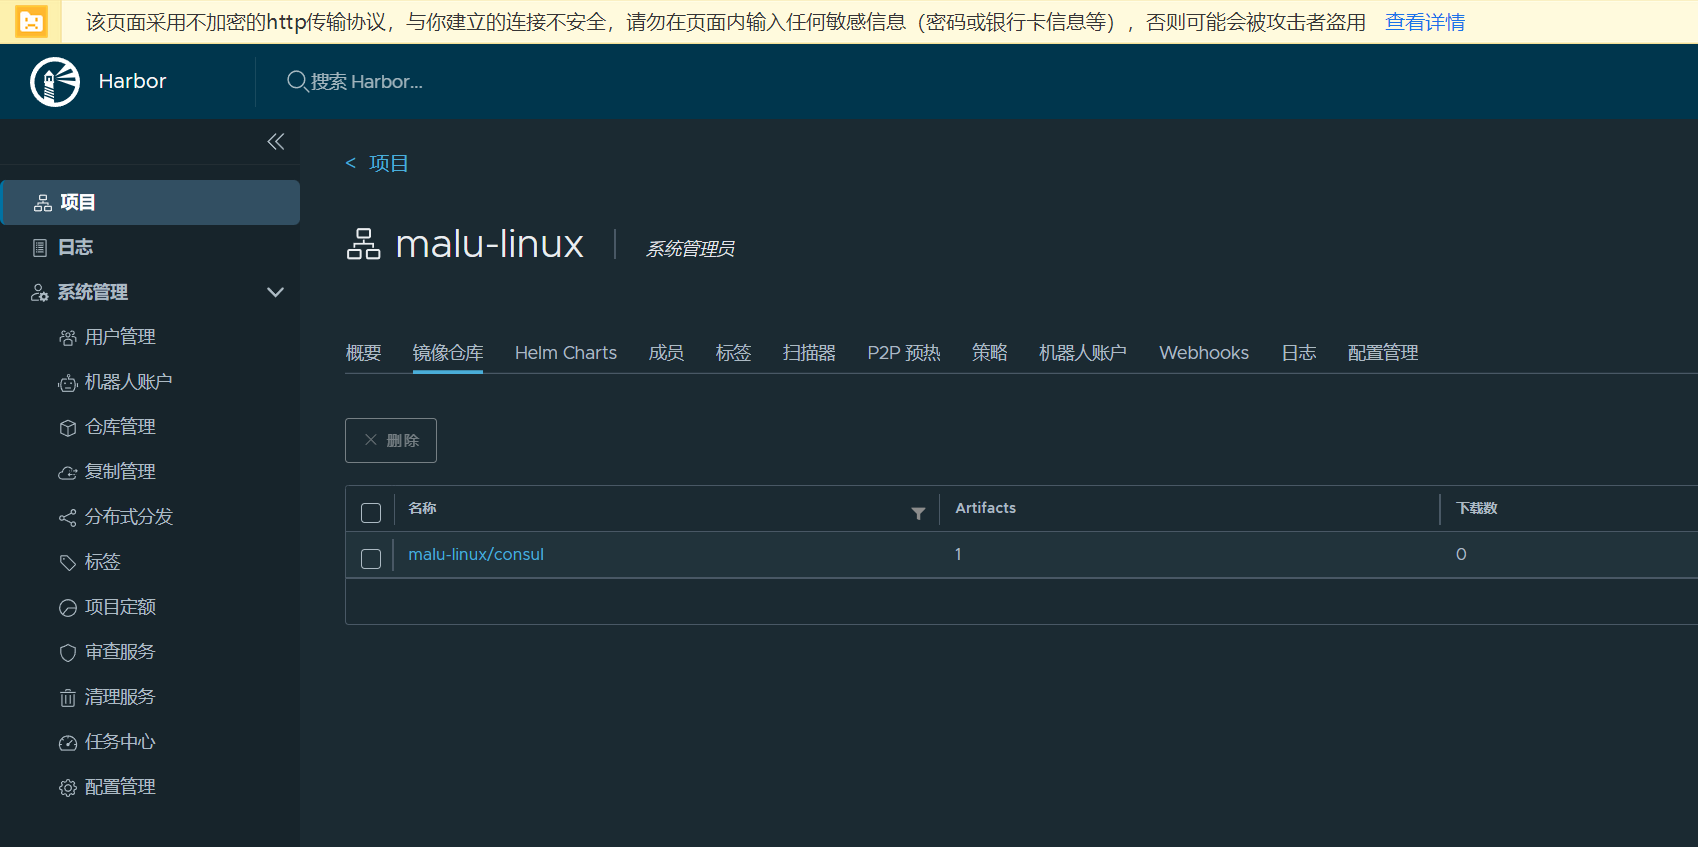 该页面采用不加密的http传输协议，与你建立的连接不安全，请勿在页面内输入任何敏感信息（密码或银行卡信息等），否则可能会被攻击者盗用 查看详情
Harbor
搜索 Harbor...
< 项目
项目
日志
系统管理
用户管理
机器人账户
仓库管理
复制管理
分布式分发
标签
项目定额
审查服务
清理服务
任务中心
配置管理
malu-linux 系统管理员
概要 镜像仓库 Helm Charts 成员 标签 扫描器 P2P 预热 策略 机器人账户 Webhooks 日志 配置管理
删除
名称 Artifacts 下载数
malu-linux/consul 1 0